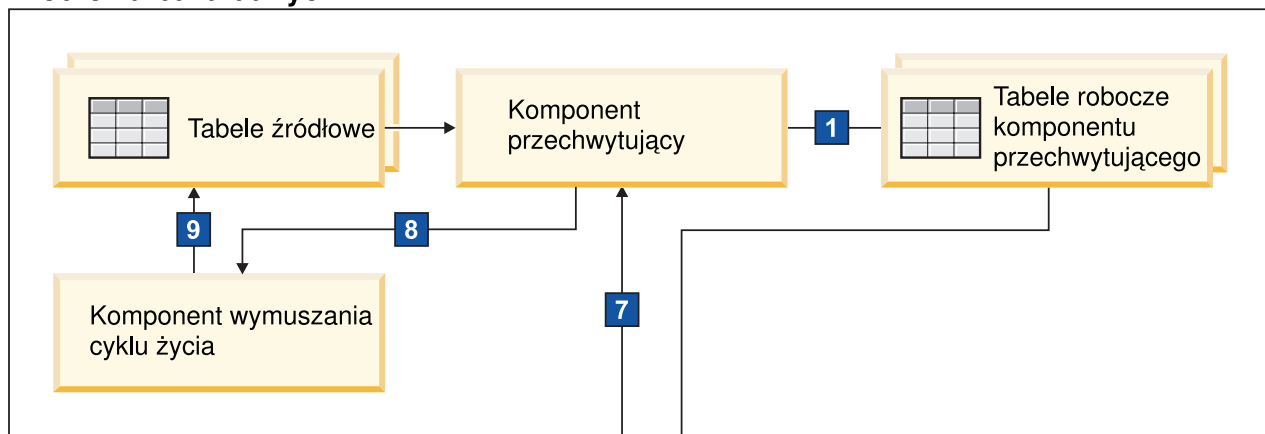 Tabele źródłowe
Komponent
przechwytujący
1
Tabele robocze
komponentu
przechwytującego
9
8
7
Komponent wymuszania
cyklu życia